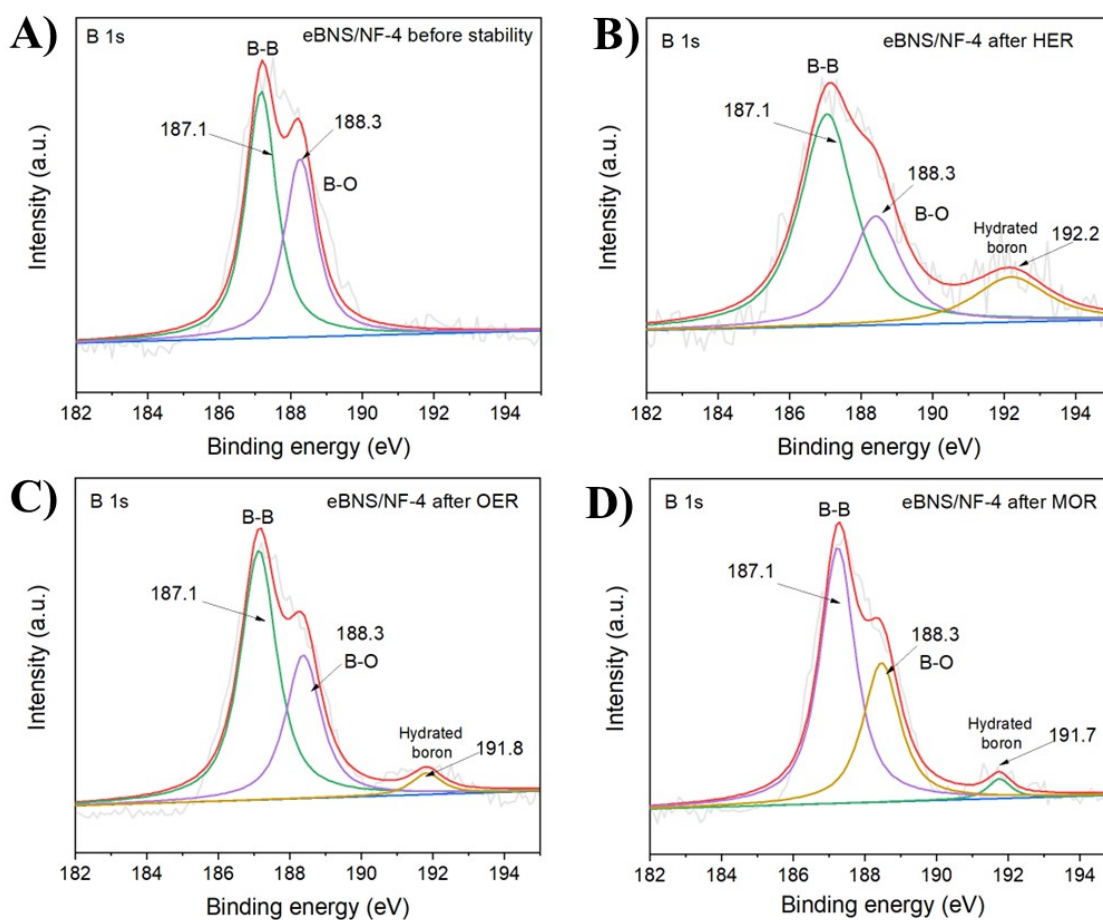 A)
B 1s
eBNS/NF-4 before stability
B-B
187.1
188.3
B-O
Intensity (a.u.)
182 184 186 188 190 192 194
Binding energy (eV)
B)
B 1s
eBNS/NF-4 after HER
B-B
187.1
188.3
B-O
Hydrated
boron
192.2
Intensity (a.u.)
182 184 186 188 190 192 194
Binding energy (eV)
C)
B 1s
eBNS/NF-4 after OER
B-B
187.1
188.3
B-O
Hydrated
boron
191.8
Intensity (a.u.)
182 184 186 188 190 192 194
Binding energy (eV)
D)
B 1s
eBNS/NF-4 after MOR
B-B
187.1
188.3
B-O
Hydrated
boron
191.7
Intensity (a.u.)
182 184 186 188 190 192 194
Binding energy (eV)